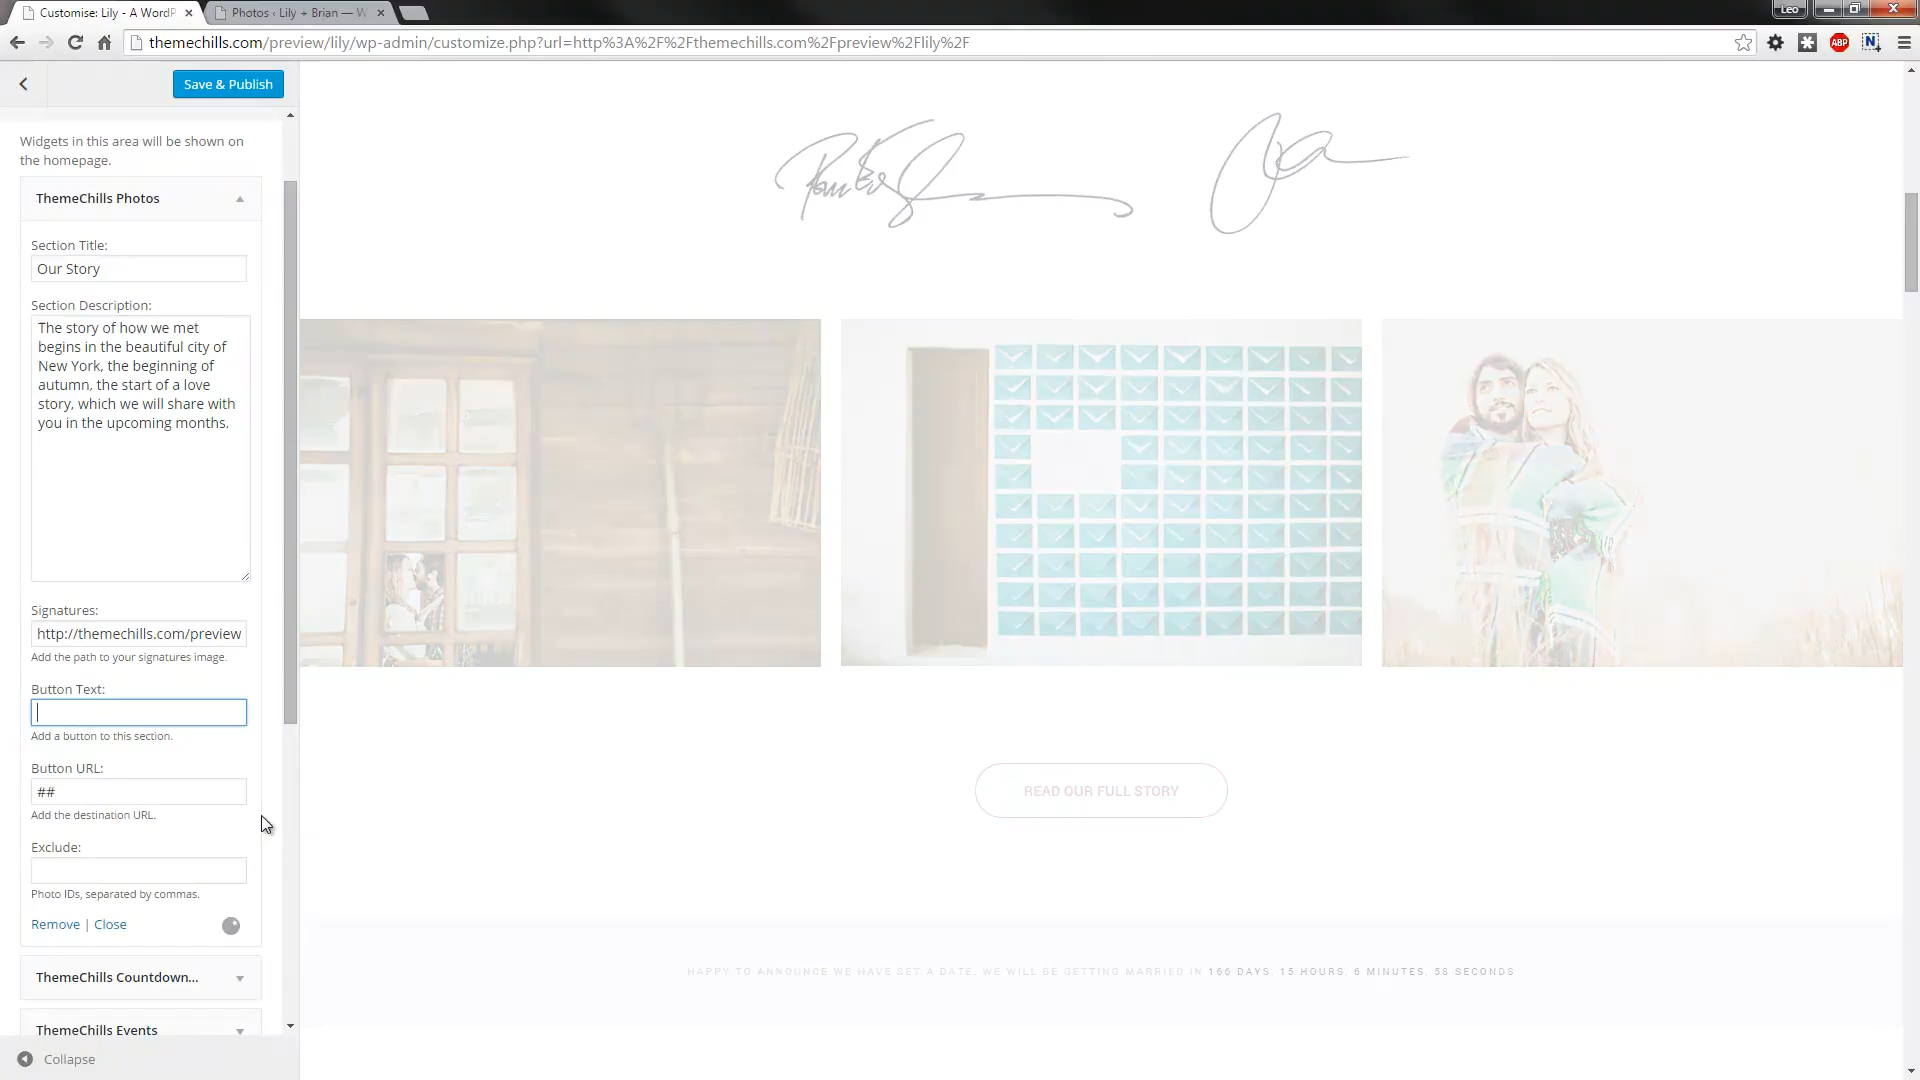 Customise: Lily - A WordP
Photos ‹ Lily + Brian — W
Leo
themechills.com/preview/lily/wp-admin/customize.php?url=http%3A%2F%2Fthemechills.com%2Fpreview%2Flily%2F
ABP
N
Save & Publish
Widgets in this area will be shown on
the homepage.
ThemeChills Photos
Section Title:
Our Story
Section Description:
The story of how we met
begins in the beautiful city of
New York, the beginning of
autumn, the start of a love
story, which we will share with
you in the upcoming months.
Signatures:
http://themechills.com/preview
Add the path to your signatures image.
Button Text:
Add a button to this section.
Button URL:
##
Add the destination URL.
Exclude:
Photo IDs, separated by commas.
Remove | Close
ThemeChills Countdown...
ThemeChills Events
Collapse
READ OUR FULL STORY
HAPPY TO ANNOUNCE WE HAVE SET A DATE. WE WILL BE GETTING MARRIED IN 166 DAYS, 15 HOURS, 6 MINUTES, 58 SECONDS